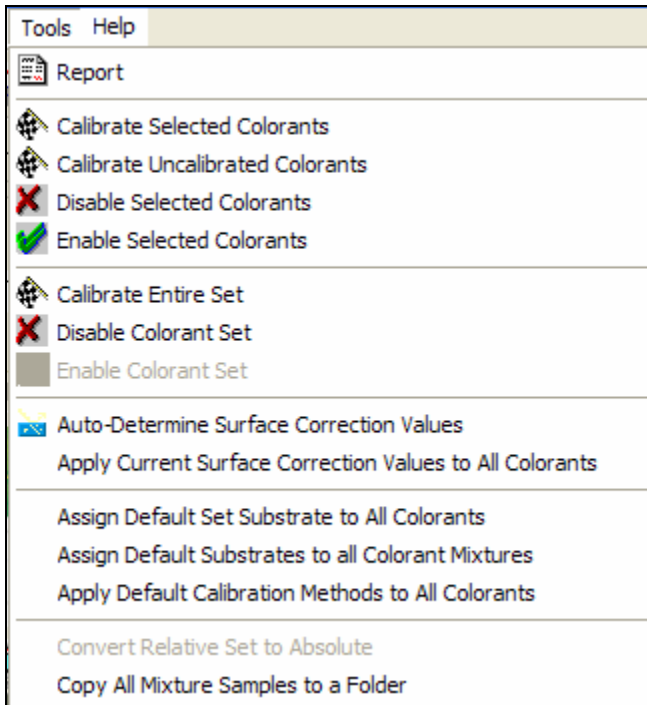 Tools Help
Report
Calibrate Selected Colorants
Calibrate Uncalibrated Colorants
Disable Selected Colorants
Enable Selected Colorants
Calibrate Entire Set
Disable Colorant Set
Enable Colorant Set
Auto-Determine Surface Correction Values
Apply Current Surface Correction Values to All Colorants
Assign Default Set Substrate to All Colorants
Assign Default Substrates to all Colorant Mixtures
Apply Default Calibration Methods to All Colorants
Convert Relative Set to Absolute
Copy All Mixture Samples to a Folder